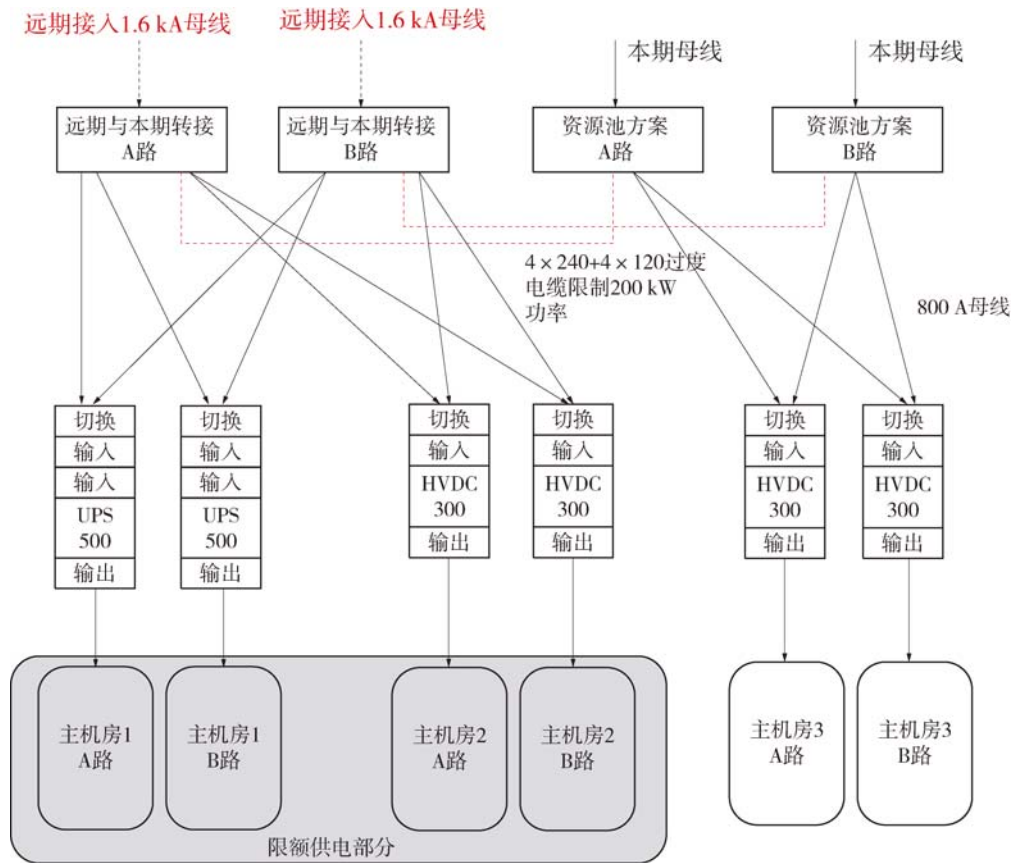 远期接入1.6 kA母线
远期接入1.6 kA母线
本期母线
本期母线
远期与本期转接
A路
远期与本期转接
B路
资源池方案
A路
资源池方案
B路
4×240+4×120过度
电缆限制200 kW
功率
800 A母线
切换
输入
输入
UPS
500
输出
切换
输入
输入
UPS
500
输出
切换
输入
HVDC
300
输出
切换
输入
HVDC
300
输出
切换
输入
HVDC
300
输出
切换
输入
HVDC
300
输出
主机房1
A路
主机房1
B路
主机房2
A路
主机房2
B路
主机房3
A路
主机房3
B路
限额供电部分